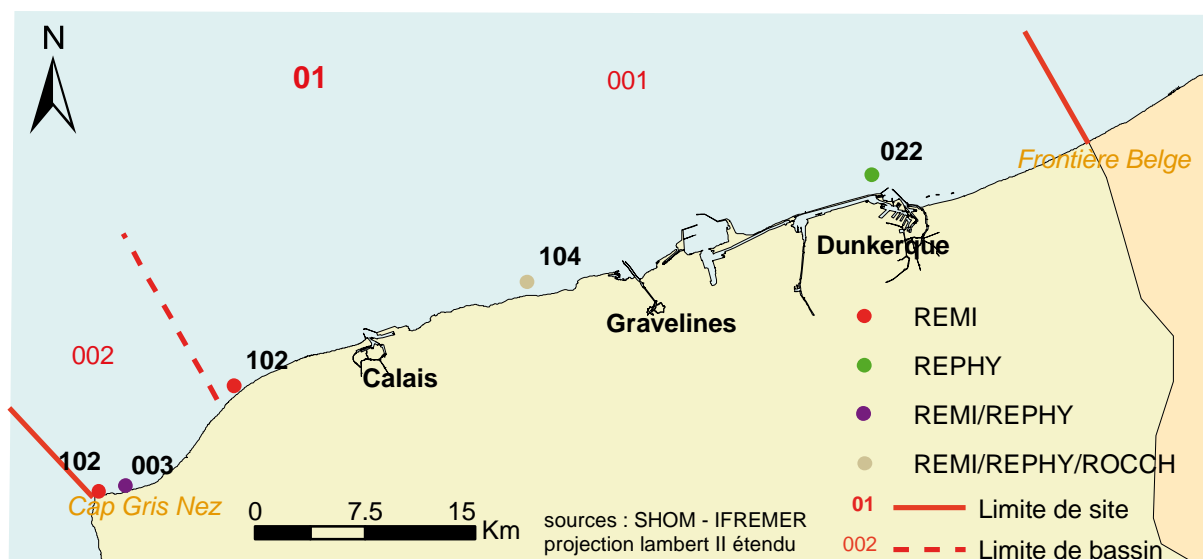 N
01
001
022
Frontière Belge
Dunkerque
104
Gravelines
002
102
Calais
102
003
Cap Gris Nez
REMI
REPHY
REMI/REPHY
REMI/REPHY/ROCCH
01 Limite de site
002 Limite de bassin
0 7.5 15
Km
sources : SHOM - IFREMER
projection lambert II étendu